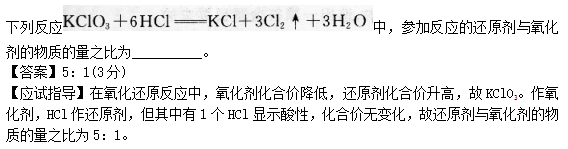 下列反应KClO₃+6HCl══KCl+3Cl₂↑+3H₂O中，参加反应的还原剂与氧化
剂的物质的量之比为__________。
【答案】5：1(3分)
【应试指导】在氧化还原反应中，氧化剂化合价降低，还原剂化合价升高，故KClO₃。作氧
化剂，HCl作还原剂，但其中有1个HCl显示酸性，化合价无变化，故还原剂与氧化剂的物
质的量之比为5：1。